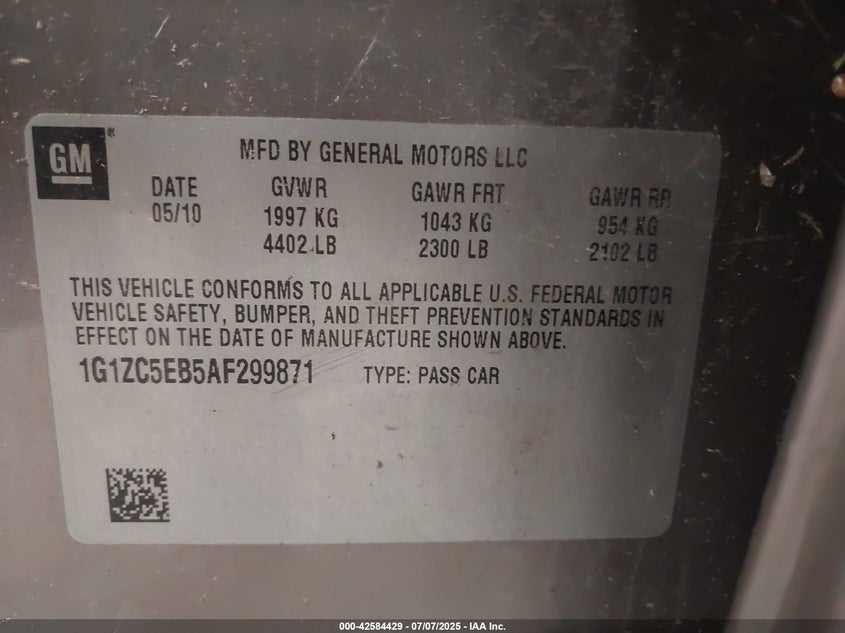 GM®
MFD BY GENERAL MOTORS LLC
DATE GVWR GAWR FRT GAWR RR
05/10 1997 KG 1043 KG 954 KG
4402 LB 2300 LB 2102 LB
THIS VEHICLE CONFORMS TO ALL APPLICABLE U.S. FEDERAL MOTOR
VEHICLE SAFETY, BUMPER, AND THEFT PREVENTION STANDARDS IN
EFFECT ON THE DATE OF MANUFACTURE SHOWN ABOVE.
1G1ZC5EB5AF299871 TYPE: PASS CAR
000-42584429 - 07/07/2025 - IAA Inc.